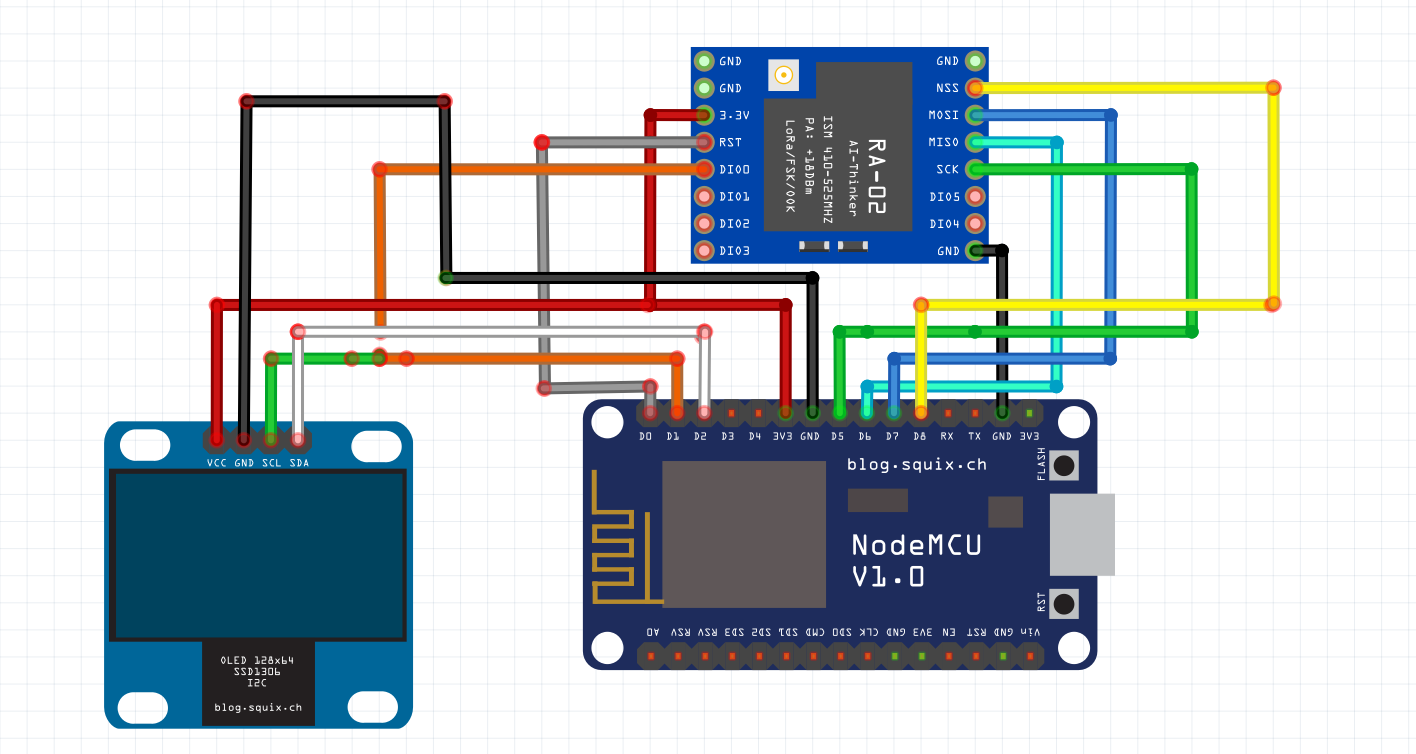 GND
GND
3.3V
RST
DIO0
DIO1
DIO2
DIO3
GND
NSS
MOSI
MISO
SCK
DIO5
DIO4
GND
RA-02
AI-Thinker
ISM 410-525MHZ
PA: +18DBm
LoRa/FSK/OOK
VCC GND SCL SDA
OLED 128x64
SSD1306
I2C
blog.squix.ch
D0 D1 D2 D3 D4 3V3 GND D5 D6 D7 D8 RX TX GND 3V3
blog.squix.ch
FLASH
NodeMCU
V1.0
RST
A0 RSV RSV SD3 SD2 SD1 CMD SD0 CLK GND 3V3 EN RST GND Vin